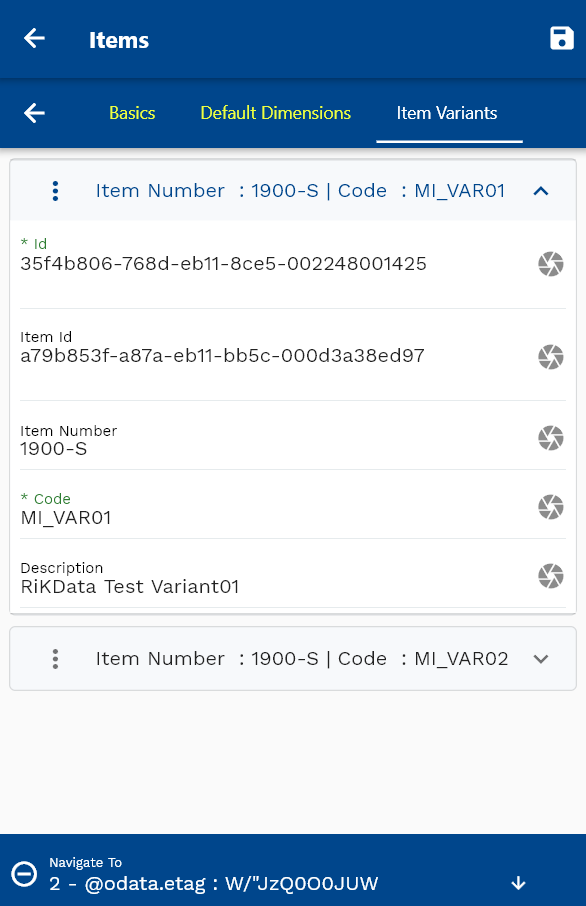 Items
Basics Default Dimensions Item Variants
Item Number : 1900-S | Code : MI_VAR01
* Id
35f4b806-768d-eb11-8ce5-002248001425
Item Id
a79b853f-a87a-eb11-bb5c-000d3a38ed97
Item Number
1900-S
* Code
MI_VAR01
Description
RiKData Test Variant01
Item Number : 1900-S | Code : MI_VAR02
Navigate To
2 - @odata.etag : W/"JzQ0O0JUW